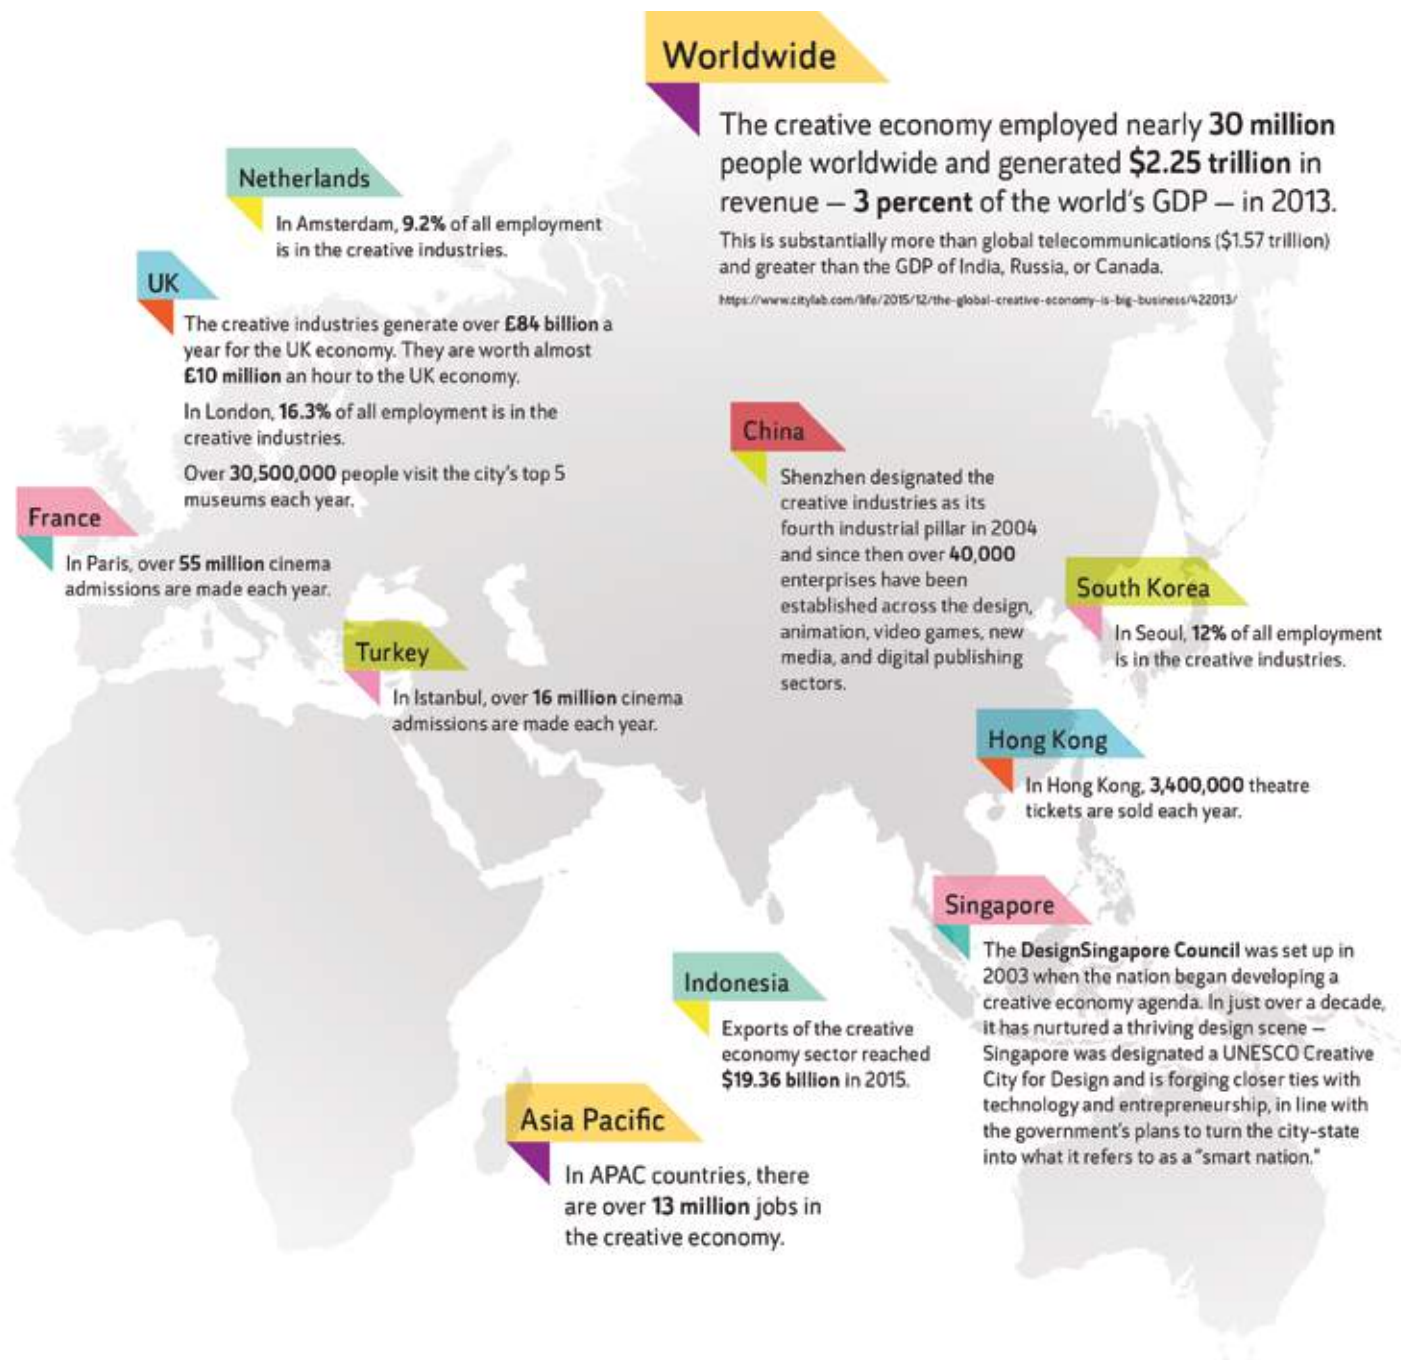 Worldwide
The creative economy employed nearly 30 million
people worldwide and generated $2.25 trillion in
revenue – 3 percent of the world's GDP – in 2013.
This is substantially more than global telecommunications ($1.57 trillion)
and greater than the GDP of India, Russia, or Canada.
https://www.citylab.com/life/2015/12/the-global-creative-economy-is-big-business/422013/
Netherlands
In Amsterdam, 9.2% of all employment
is in the creative industries.
UK
The creative industries generate over £84 billion a
year for the UK economy. They are worth almost
£10 million an hour to the UK economy.
In London, 16.3% of all employment is in the
creative industries.
Over 30,500,000 people visit the city's top 5
museums each year.
France
In Paris, over 55 million cinema
admissions are made each year.
Turkey
In Istanbul, over 16 million cinema
admissions are made each year.
China
Shenzhen designated the
creative industries as its
fourth industrial pillar in 2004
and since then over 40,000
enterprises have been
established across the design,
animation, video games, new
media, and digital publishing
sectors.
South Korea
In Seoul, 12% of all employment
is in the creative industries.
Hong Kong
In Hong Kong, 3,400,000 theatre
tickets are sold each year.
Singapore
The DesignSingapore Council was set up in
2003 when the nation began developing a
creative economy agenda. In just over a decade,
it has nurtured a thriving design scene –
Singapore was designated a UNESCO Creative
City for Design and is forging closer ties with
technology and entrepreneurship, in line with
the government's plans to turn the city-state
into what it refers to as a "smart nation."
Indonesia
Exports of the creative
economy sector reached
$19.36 billion in 2015.
Asia Pacific
In APAC countries, there
are over 13 million jobs in
the creative economy.